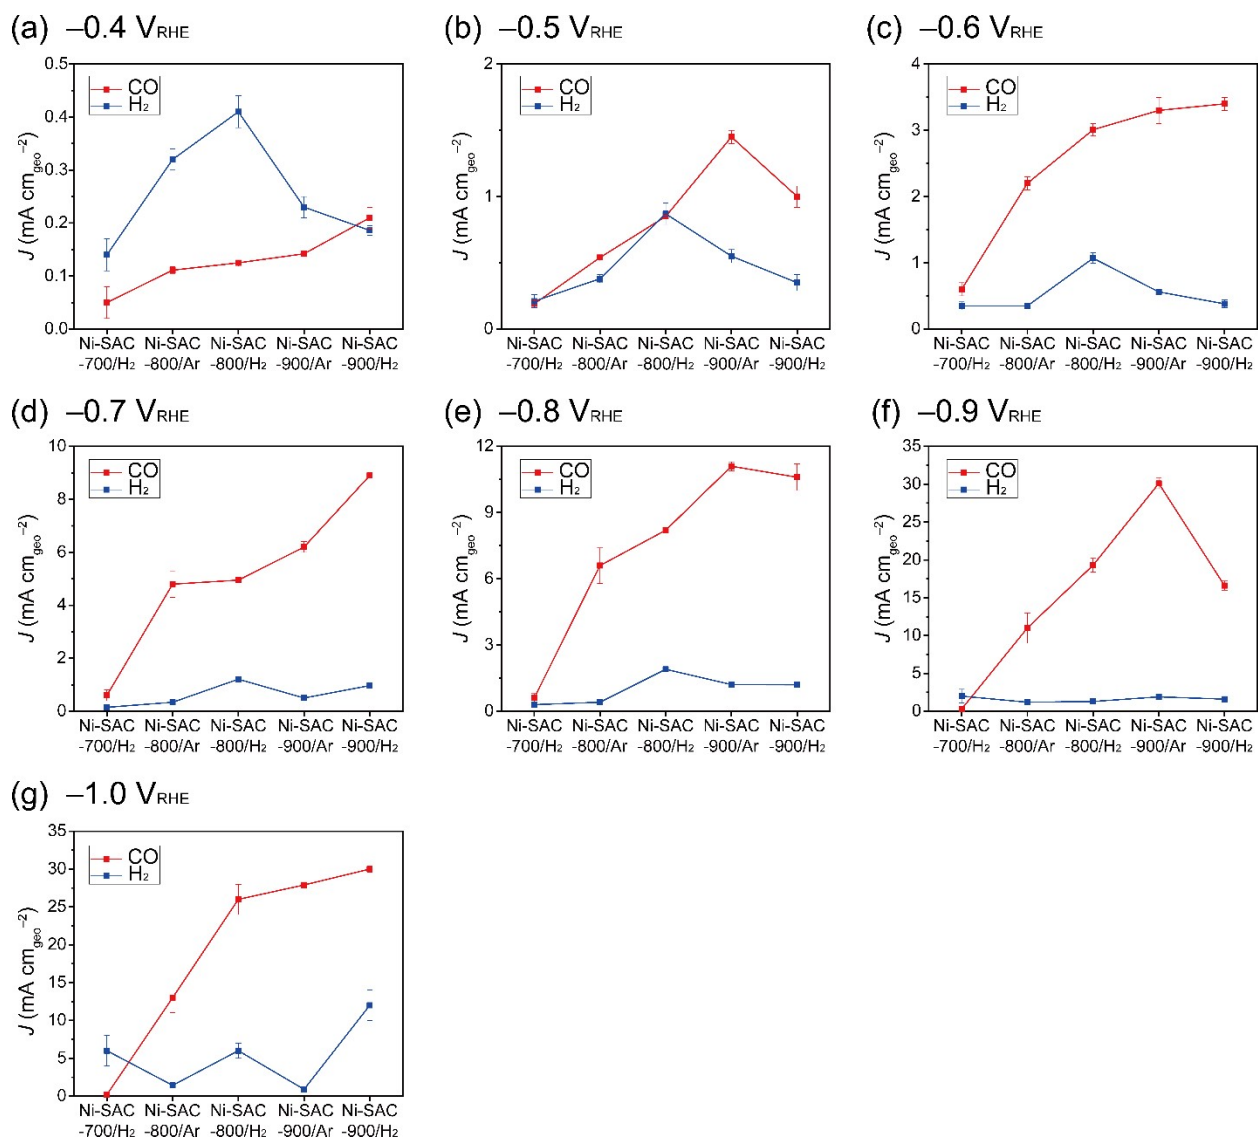 (a) –0.4 VRHE
0.5
0.4
0.3
0.2
0.1
0.0
J (mA cmgeo−2)
CO
H2
Ni-SAC Ni-SAC Ni-SAC Ni-SAC Ni-SAC
-700/H2 -800/Ar -800/H2 -900/Ar -900/H2
(b) –0.5 VRHE
2
1
0
J (mA cmgeo−2)
CO
H2
Ni-SAC Ni-SAC Ni-SAC Ni-SAC Ni-SAC
-700/H2 -800/Ar -800/H2 -900/Ar -900/H2
(c) –0.6 VRHE
4
3
2
1
0
J (mA cmgeo−2)
CO
H2
Ni-SAC Ni-SAC Ni-SAC Ni-SAC Ni-SAC
-700/H2 -800/Ar -800/H2 -900/Ar -900/H2
(d) –0.7 VRHE
10
8
6
4
2
0
J (mA cmgeo−2)
CO
H2
Ni-SAC Ni-SAC Ni-SAC Ni-SAC Ni-SAC
-700/H2 -800/Ar -800/H2 -900/Ar -900/H2
(e) –0.8 VRHE
12
9
6
3
0
J (mA cmgeo−2)
CO
H2
Ni-SAC Ni-SAC Ni-SAC Ni-SAC Ni-SAC
-700/H2 -800/Ar -800/H2 -900/Ar -900/H2
(f) –0.9 VRHE
35
30
25
20
15
10
5
0
J (mA cmgeo−2)
CO
H2
Ni-SAC Ni-SAC Ni-SAC Ni-SAC Ni-SAC
-700/H2 -800/Ar -800/H2 -900/Ar -900/H2
(g) –1.0 VRHE
35
30
25
20
15
10
5
0
J (mA cmgeo−2)
CO
H2
Ni-SAC Ni-SAC Ni-SAC Ni-SAC Ni-SAC
-700/H2 -800/Ar -800/H2 -900/Ar -900/H2